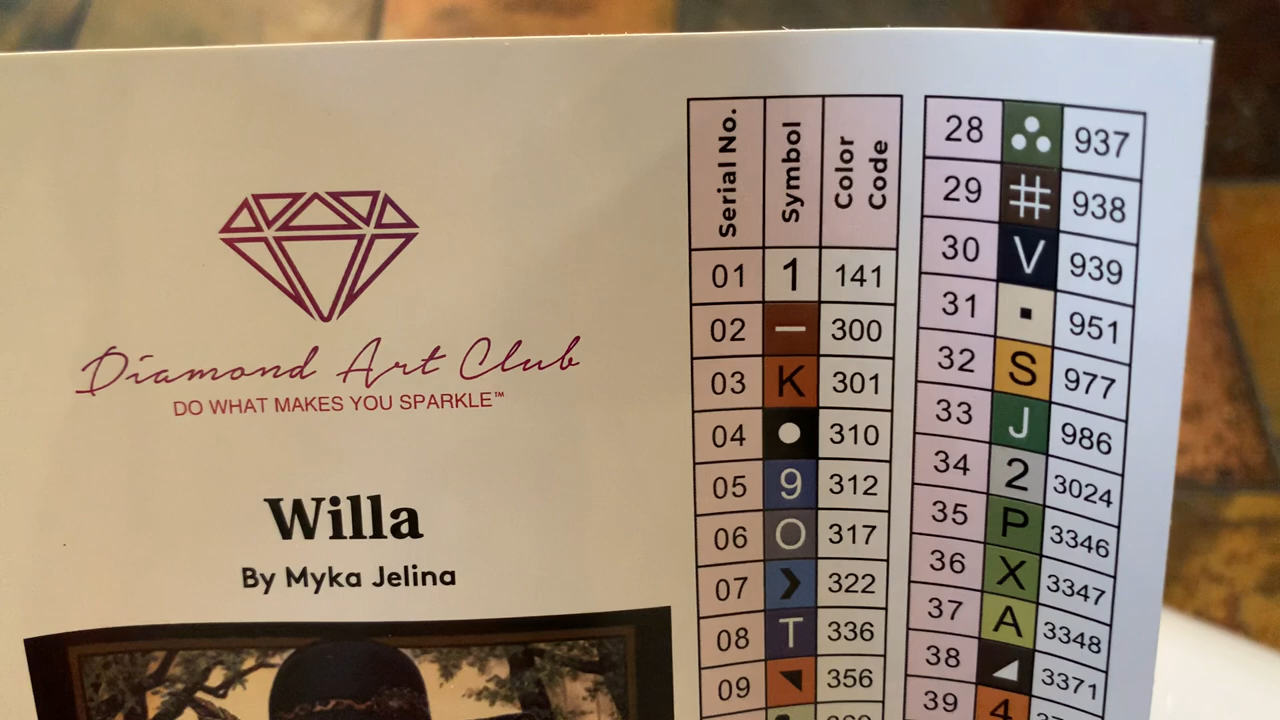 Diamond Art Club
DO WHAT MAKES YOU SPARKLE™
Willa
By Myka Jelina
Serial No. Symbol Color Code
01 1 141
02 — 300
03 K 301
04 ● 310
05 9 312
06 O 317
07 ❯ 322
08 T 336
09 ◥ 356
28 ∴ 937
29 # 938
30 V 939
31 ▪ 951
32 S 977
33 J 986
34 2 3024
35 P 3346
36 X 3347
37 A 3348
38 ◢ 3371
39 4